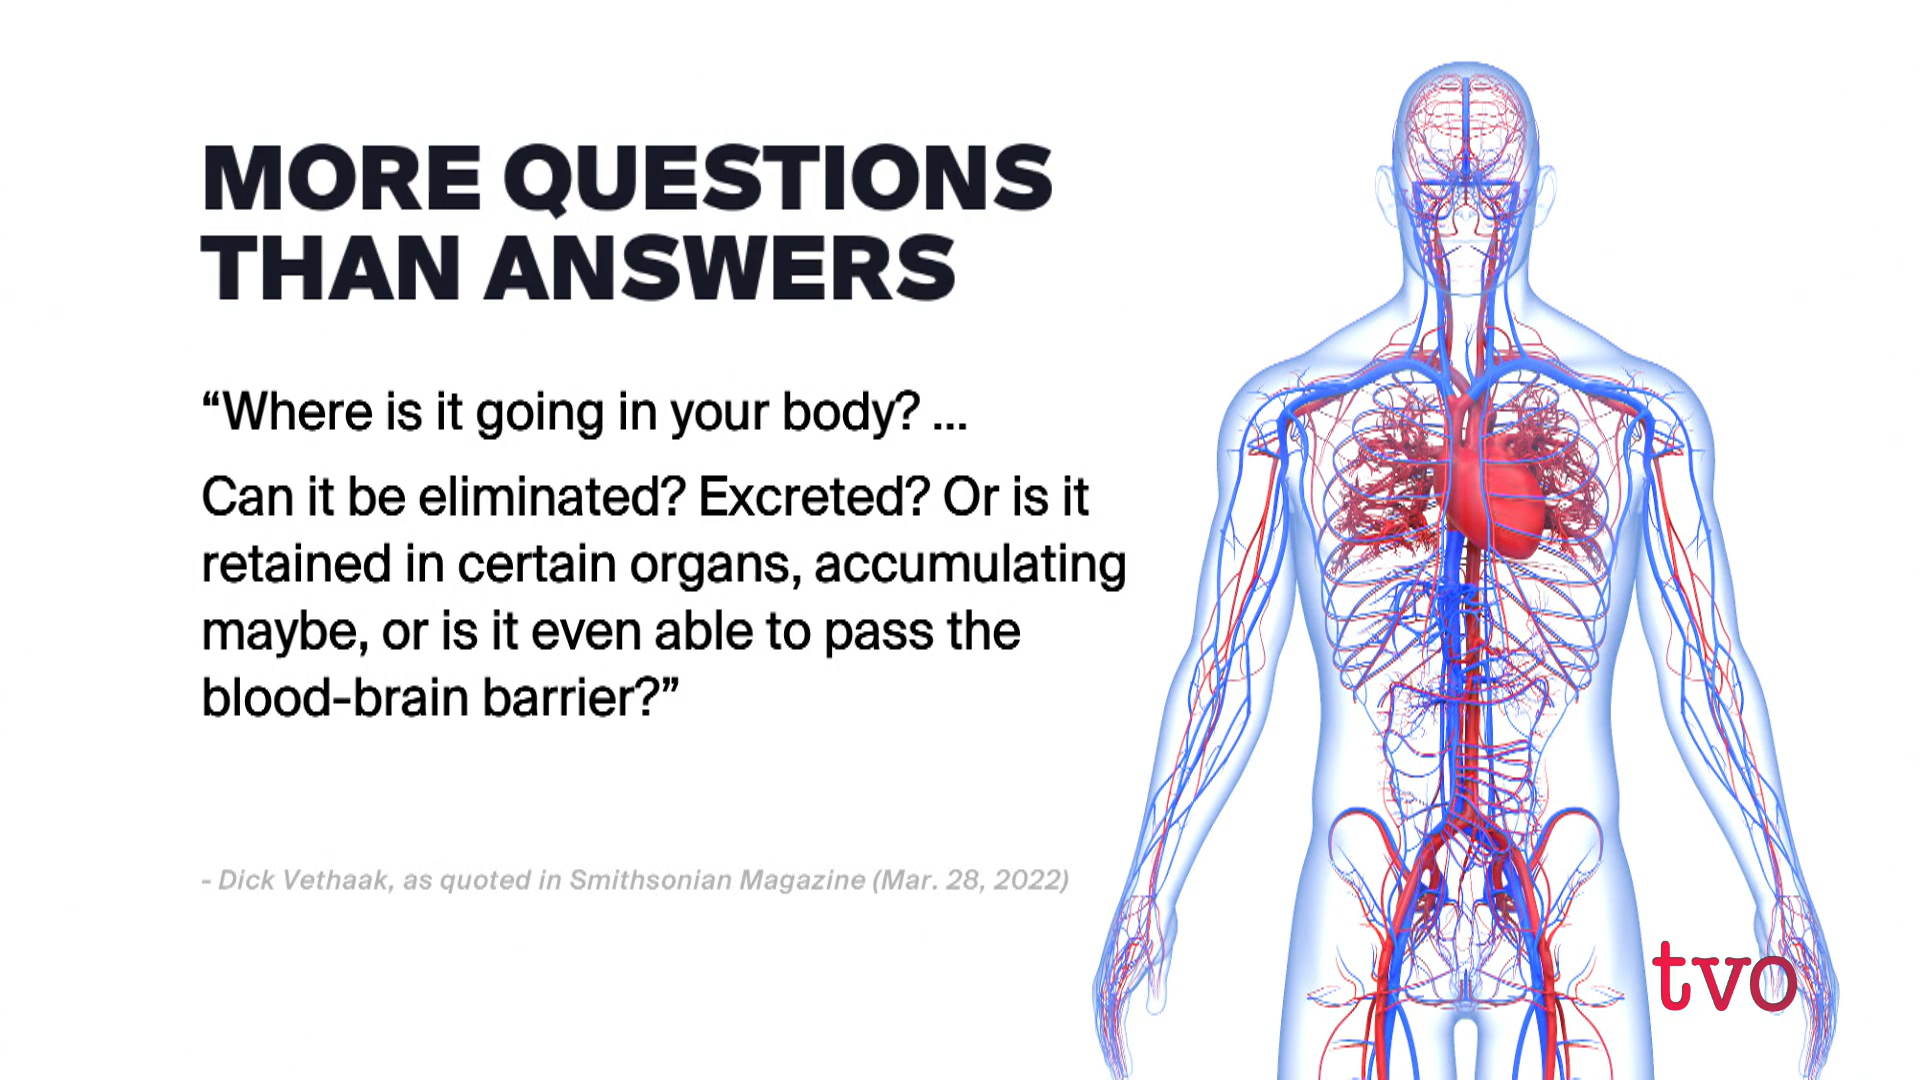 MORE QUESTIONS
THAN ANSWERS
“Where is it going in your body? ...
Can it be eliminated? Excreted? Or is it
retained in certain organs, accumulating
maybe, or is it even able to pass the
blood-brain barrier?”
- Dick Vethaak, as quoted in Smithsonian Magazine (Mar. 28, 2022)
tvo